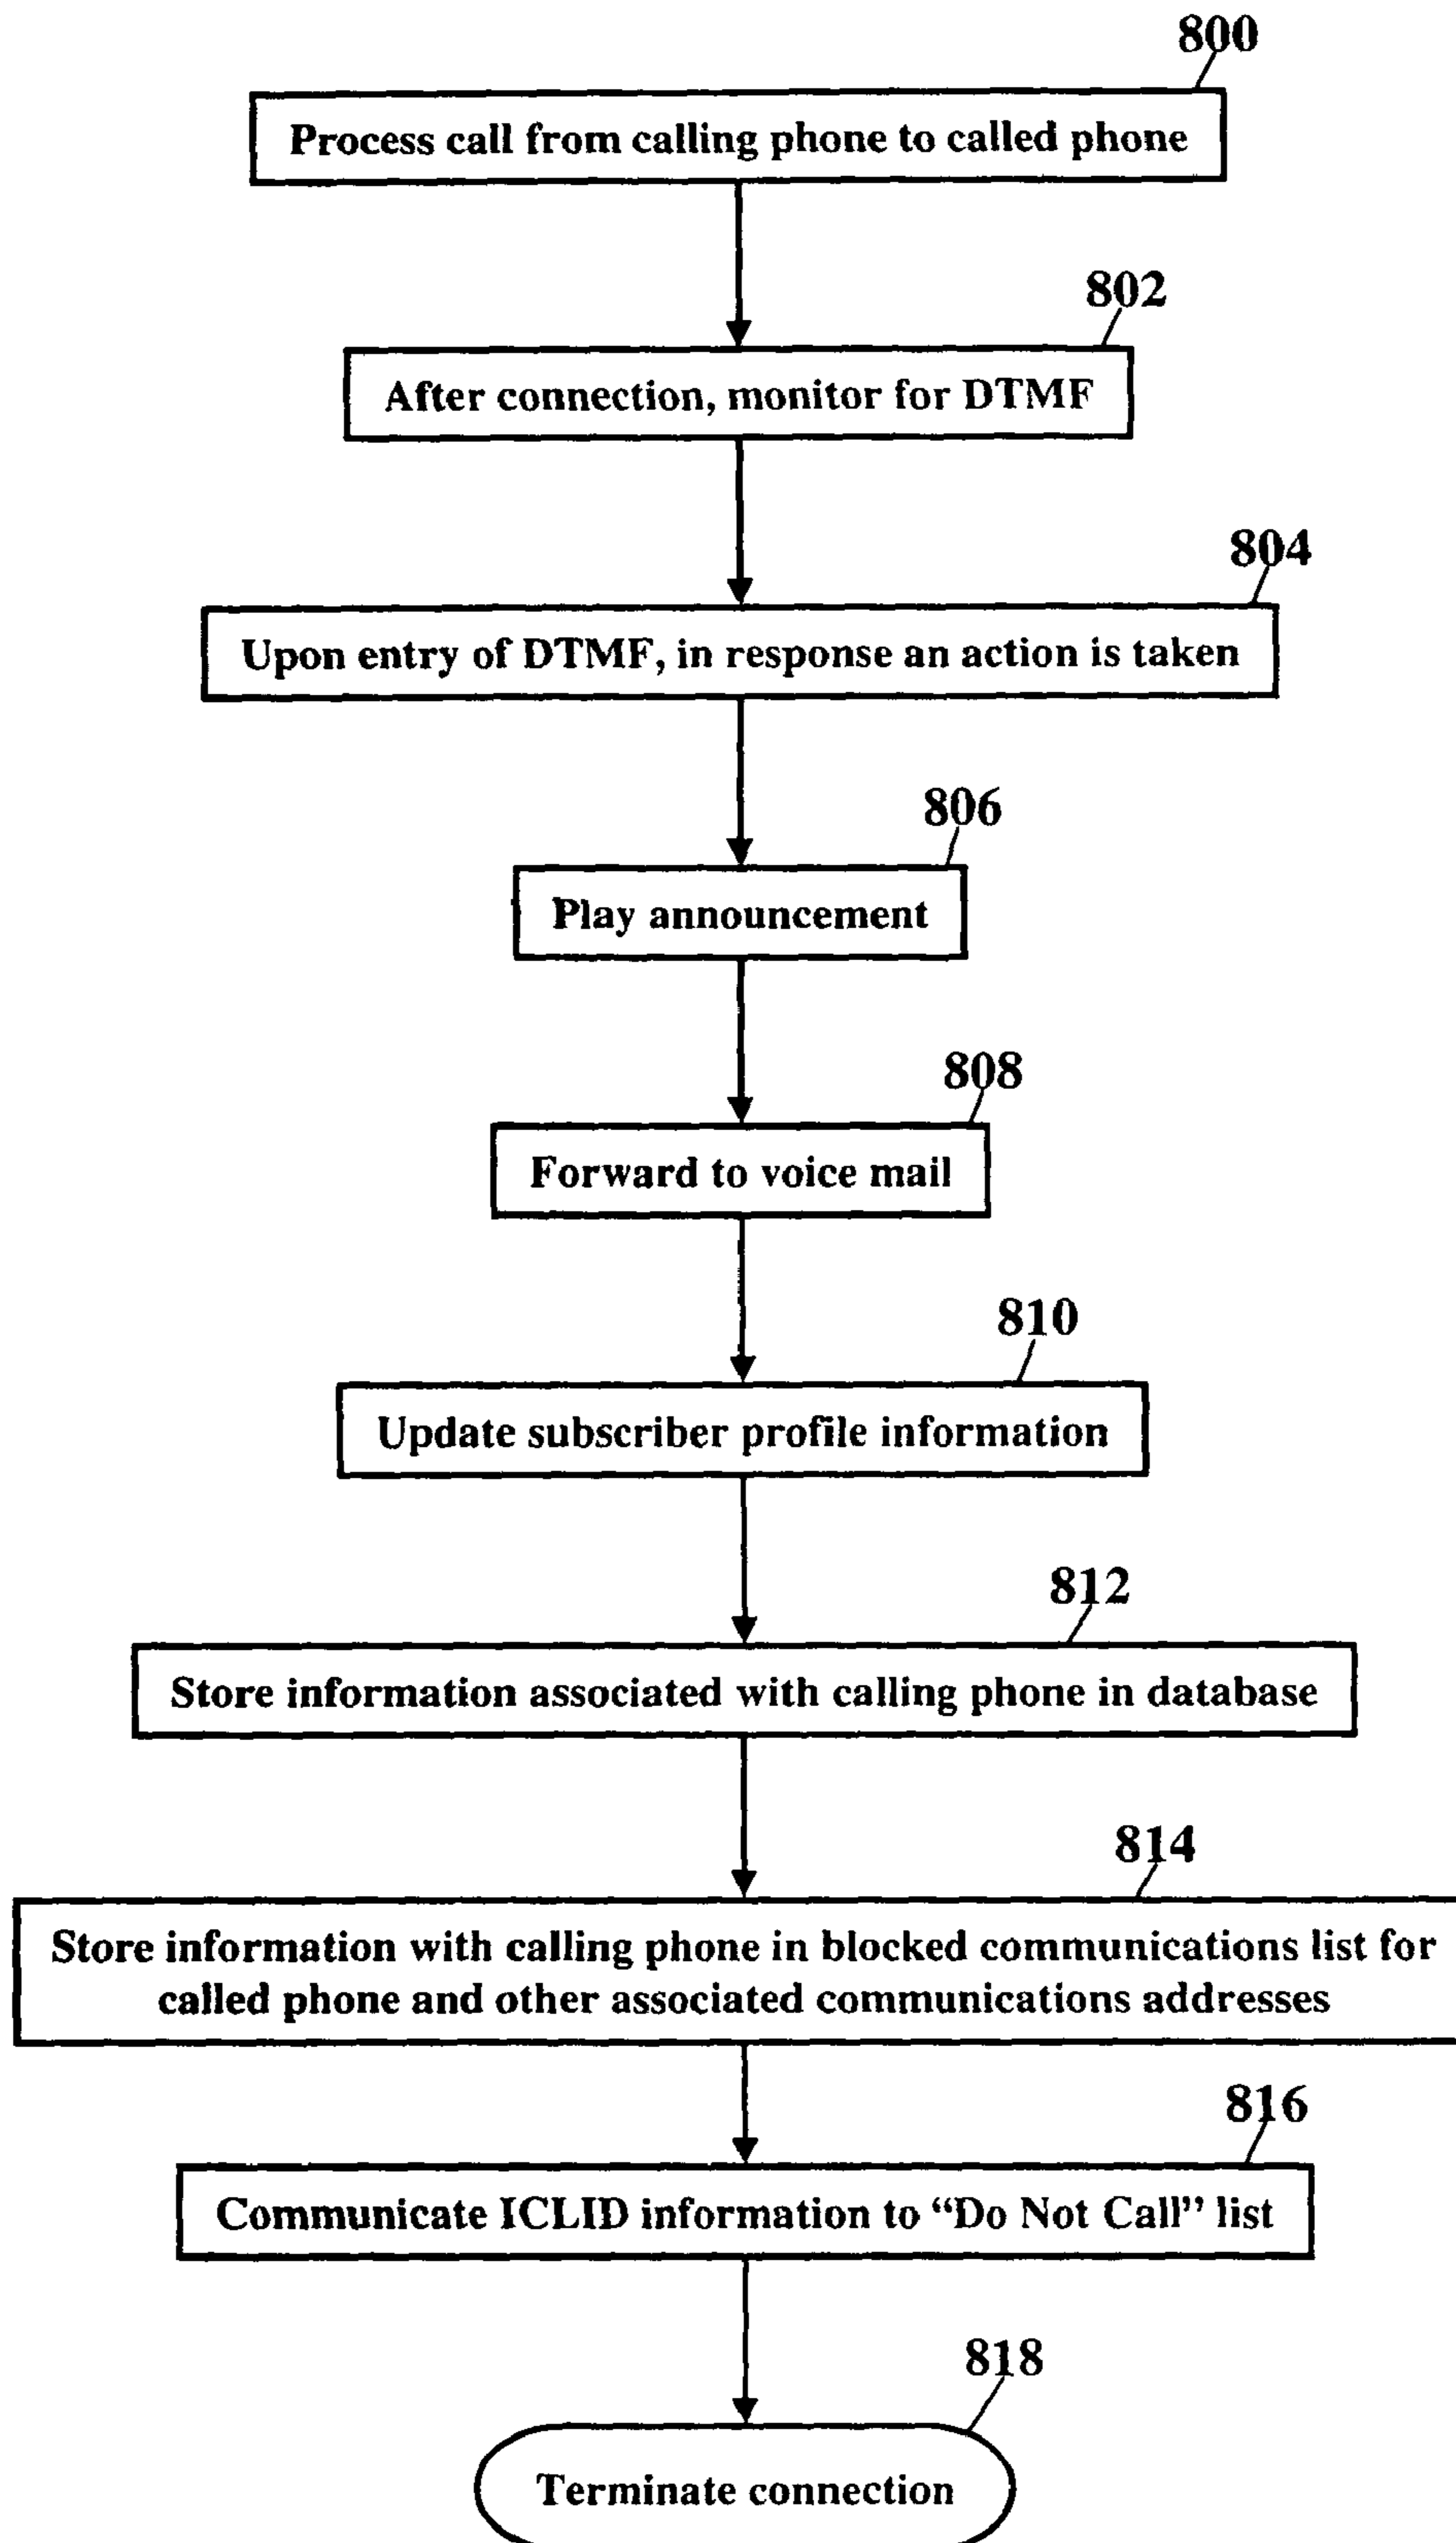 800
Process call from calling phone to called phone
802
After connection, monitor for DTMF
804
Upon entry of DTMF, in response an action is taken
806
Play announcement
808
Forward to voice mail
810
Update subscriber profile information
812
Store information associated with calling phone in database
814
Store information with calling phone in blocked communications list for
called phone and other associated communications addresses
816
Communicate ICLID information to “Do Not Call” list
818
Terminate connection